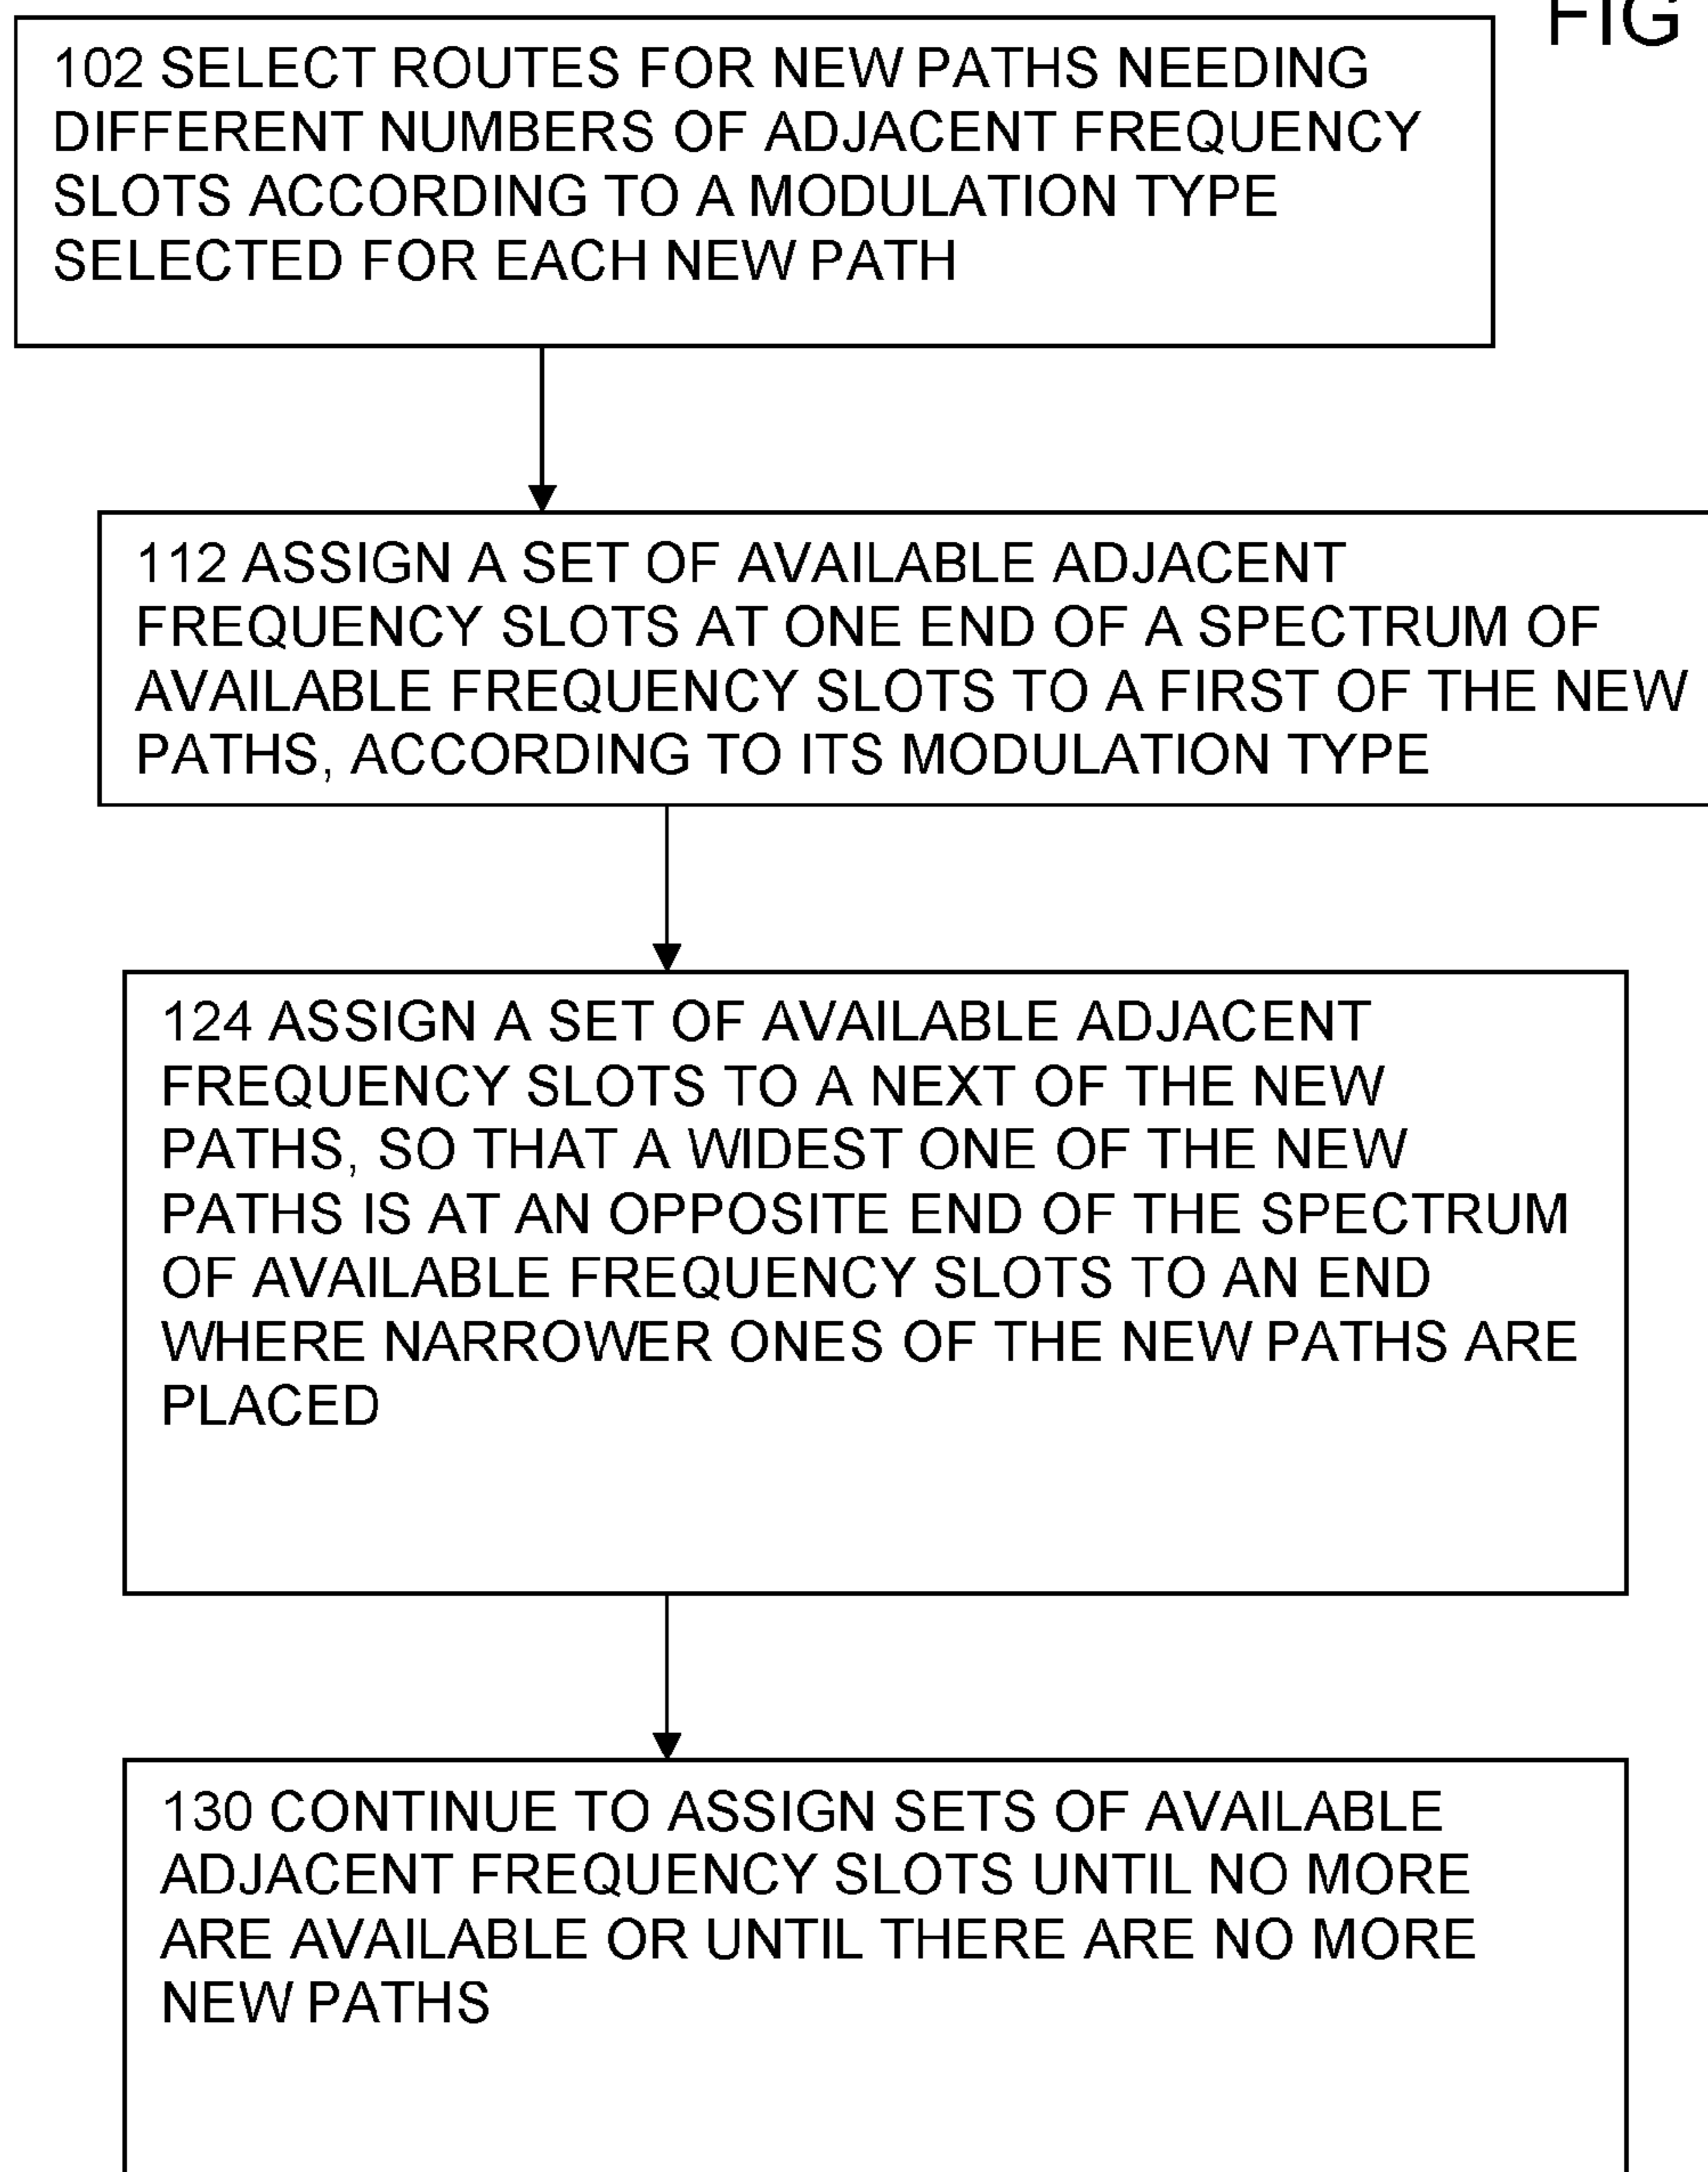 FIG
102 SELECT ROUTES FOR NEW PATHS NEEDING
DIFFERENT NUMBERS OF ADJACENT FREQUENCY
SLOTS ACCORDING TO A MODULATION TYPE
SELECTED FOR EACH NEW PATH
112 ASSIGN A SET OF AVAILABLE ADJACENT
FREQUENCY SLOTS AT ONE END OF A SPECTRUM OF
AVAILABLE FREQUENCY SLOTS TO A FIRST OF THE NEW
PATHS, ACCORDING TO ITS MODULATION TYPE
124 ASSIGN A SET OF AVAILABLE ADJACENT
FREQUENCY SLOTS TO A NEXT OF THE NEW
PATHS, SO THAT A WIDEST ONE OF THE NEW
PATHS IS AT AN OPPOSITE END OF THE SPECTRUM
OF AVAILABLE FREQUENCY SLOTS TO AN END
WHERE NARROWER ONES OF THE NEW PATHS ARE
PLACED
130 CONTINUE TO ASSIGN SETS OF AVAILABLE
ADJACENT FREQUENCY SLOTS UNTIL NO MORE
ARE AVAILABLE OR UNTIL THERE ARE NO MORE
NEW PATHS